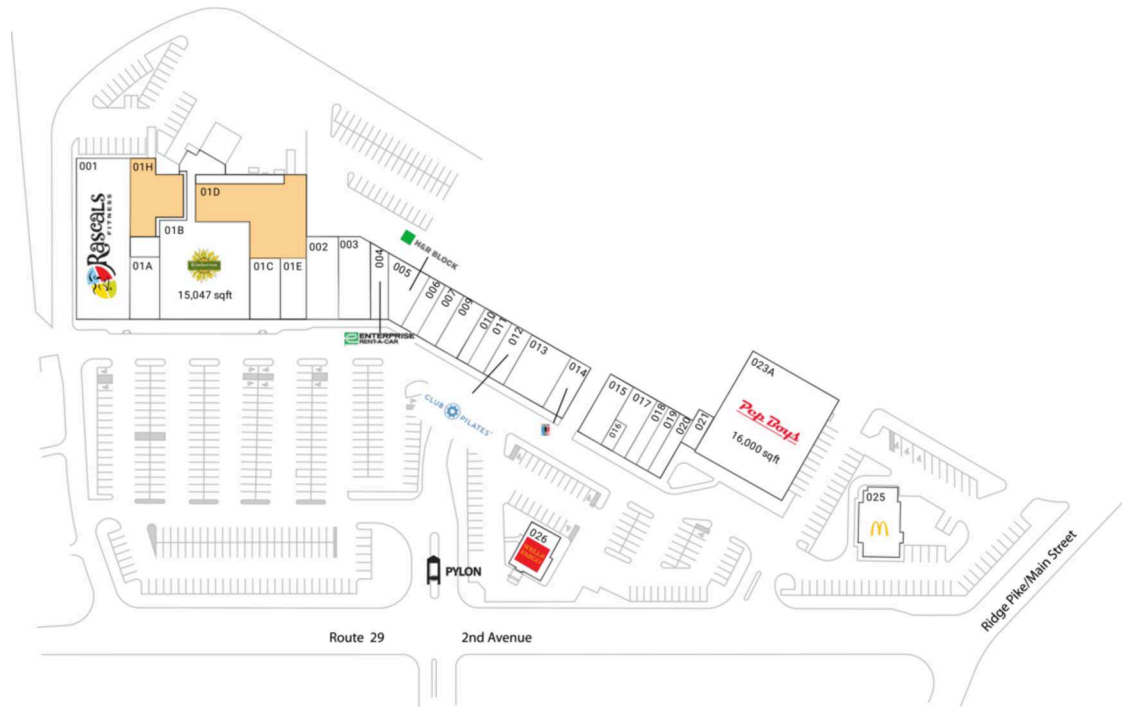 001
01H
Rascals
FITNESS
01A
01B
15,047 sqft
01D
01C
01E
002
003
004
ENTERPRISE
RENT-A-CAR
H&R BLOCK
005
006
007
009
010
011
012
013
014
CLUB PILATES
015
016
017
018
019
020
021
023A
Pep Boys
16,000 sqft
025
026
WELLS
FARGO
PYLON
Route 29
2nd Avenue
Ridge Pike/Main Street